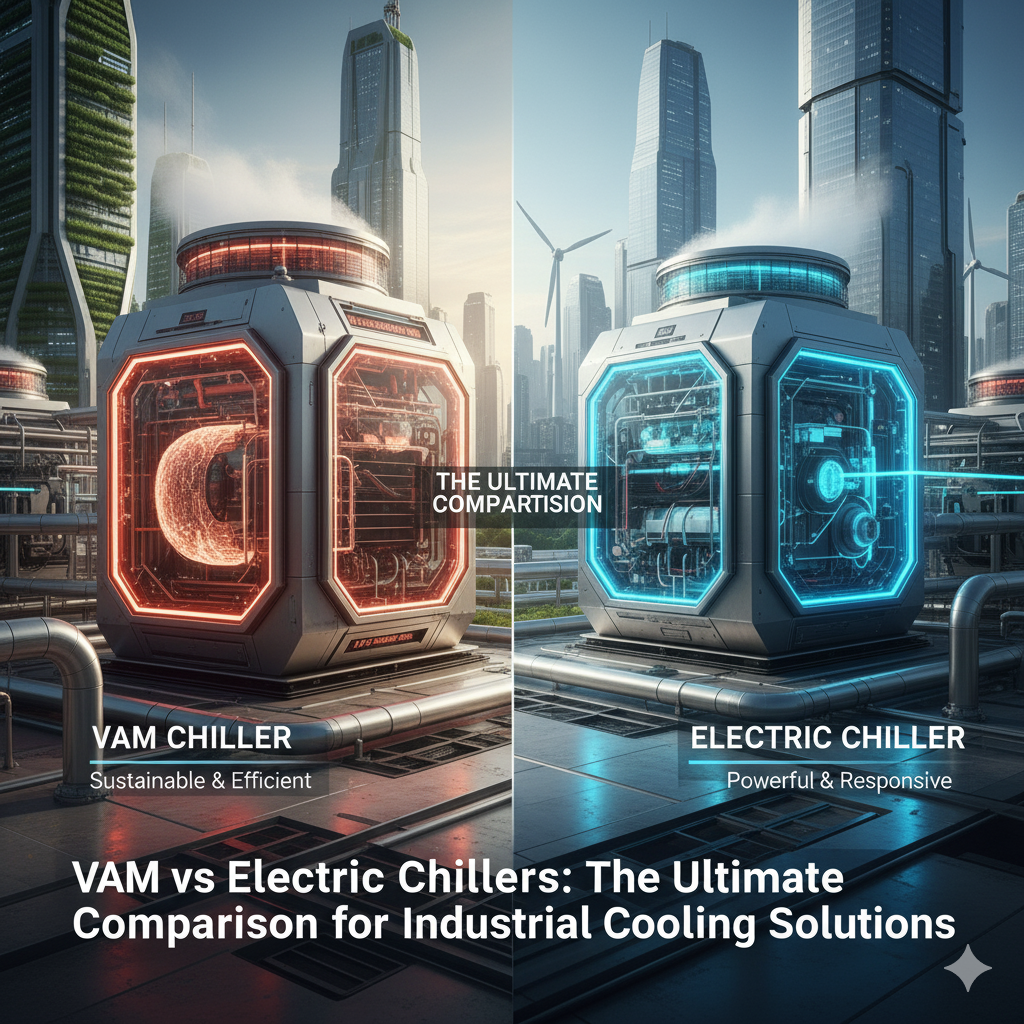 THE ULTIMATE
COMPARTISION
VAM CHILLER
Sustainable & Efficient
ELECTRIC CHILLER
Powerful & Responsive
VAM vs Electric Chillers: The Ultimate
Comparison for Industrial Cooling Solutions